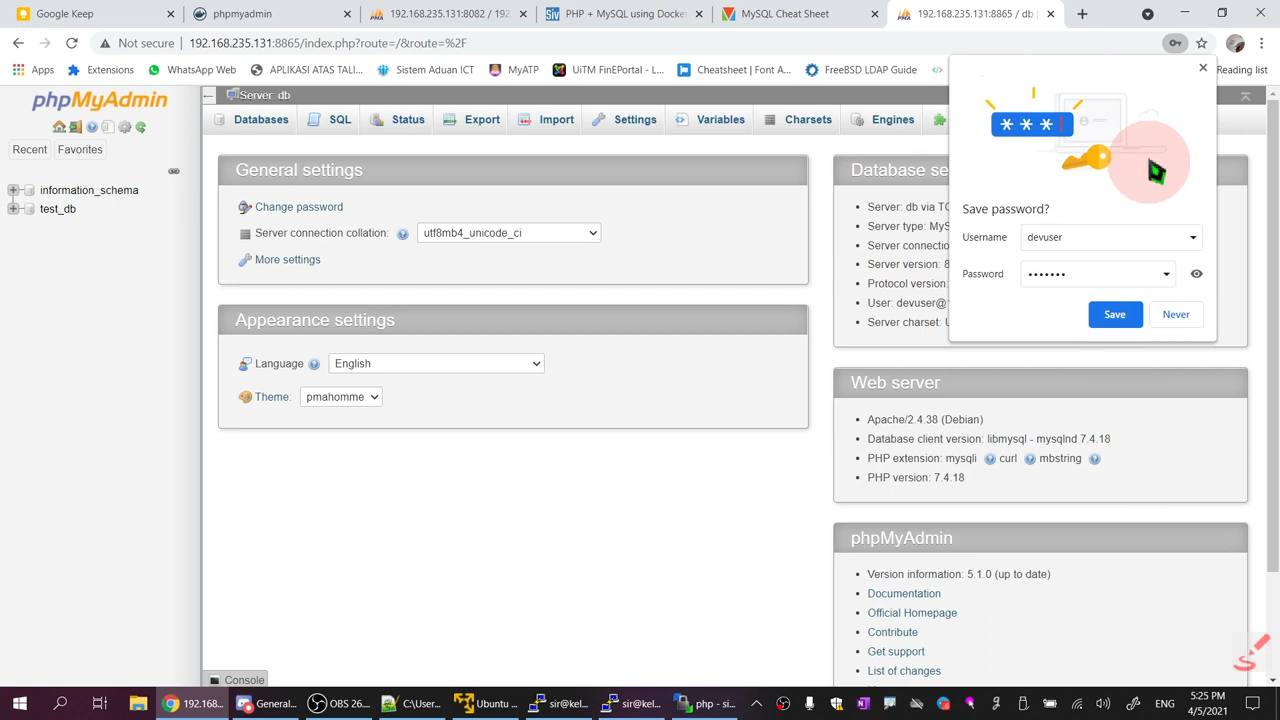 Google Keep
phpmyadmin
192.168.235.131:8082 / 192
PHP + MySQL using Docker
MySQL Cheat Sheet
192.168.235.131:8865 / db
Not secure
192.168.235.131:8865/index.php?route=/&route=%2F
Apps
Extensions
WhatsApp Web
APLIKASI ATAS TALI...
Sistem Aduan ICT
MyATP
UiTM FinEPortal - L...
Cheatsheet | Font A...
FreeBSD LDAP Guide
Reading list
phpMyAdmin
Recent
Favorites
information_schema
test_db
Server: db
Databases
SQL
Status
Export
Import
Settings
Variables
Charsets
Engines
General settings
Change password
Server connection collation:
utf8mb4_unicode_ci
More settings
Appearance settings
Language
English
Theme:
pmahomme
Database se
Server: db via TC
Server type: MyS
Server connectio
Server version: 8
Protocol version:
User: devuser@1
Server charset: U
Save password?
Username
devuser
Password
•••••••
Save
Never
Web server
Apache/2.4.38 (Debian)
Database client version: libmysql - mysqlnd 7.4.18
PHP extension: mysqli curl mbstring
PHP version: 7.4.18
phpMyAdmin
Version information: 5.1.0 (up to date)
Documentation
Official Homepage
Contribute
Get support
List of changes
Console
192.168...
General...
OBS 26...
C:\User...
Ubuntu ...
sir@kel...
sir@kel...
php - si...
ENG
5:25 PM
4/5/2021